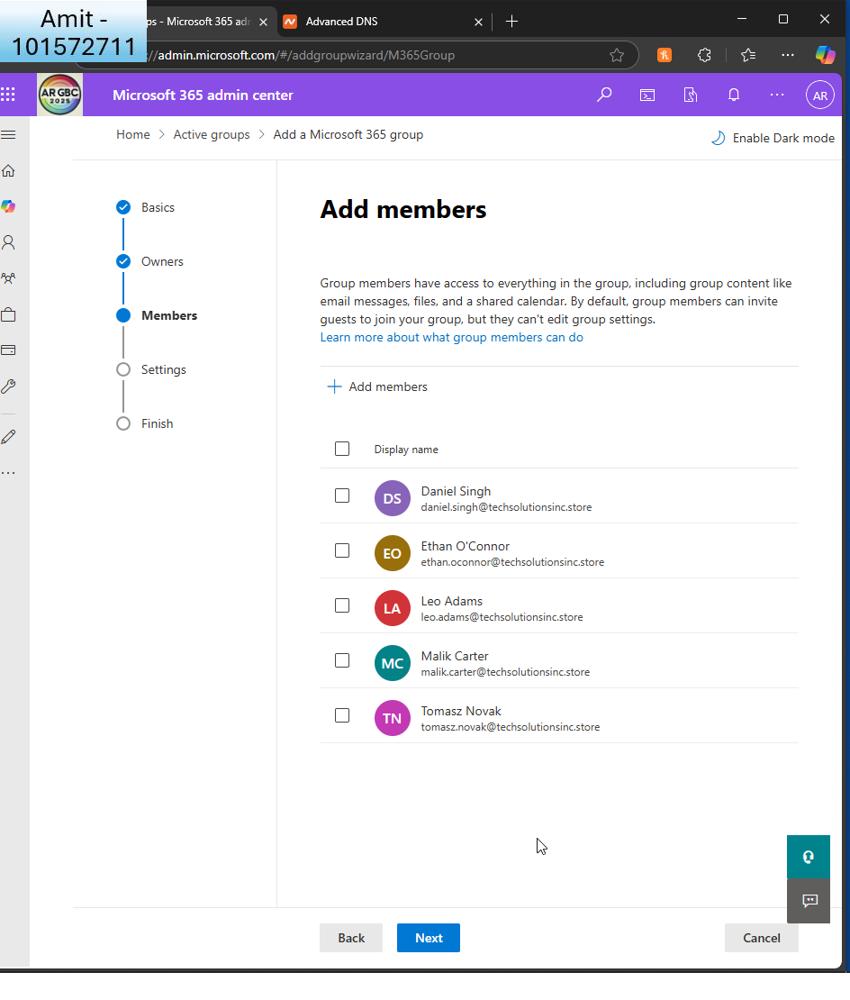 Amit -
101572711
ps - Microsoft 365 adm
Advanced DNS
//admin.microsoft.com/#/addgroupwizard/M365Group
AR GBC
2025
Microsoft 365 admin center
AR
Home > Active groups > Add a Microsoft 365 group
Enable Dark mode
Basics
Owners
Members
Settings
Finish
Add members
Group members have access to everything in the group, including group content like
email messages, files, and a shared calendar. By default, group members can invite
guests to join your group, but they can't edit group settings.
Learn more about what group members can do
Add members
Display name
DS
Daniel Singh
daniel.singh@techsolutionsinc.store
EO
Ethan O'Connor
ethan.oconnor@techsolutionsinc.store
LA
Leo Adams
leo.adams@techsolutionsinc.store
MC
Malik Carter
malik.carter@techsolutionsinc.store
TN
Tomasz Novak
tomasz.novak@techsolutionsinc.store
Back
Next
Cancel